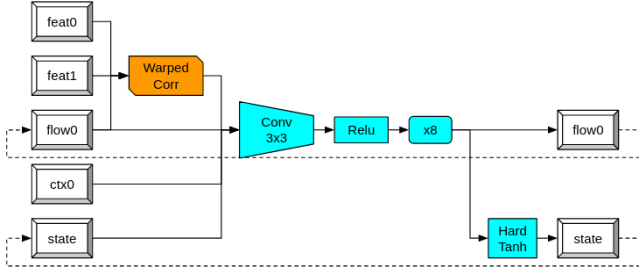 feat0
feat1
Warped
Corr
flow0
Conv
3x3
Relu
x8
flow0
ctx0
state
Hard
Tanh
state